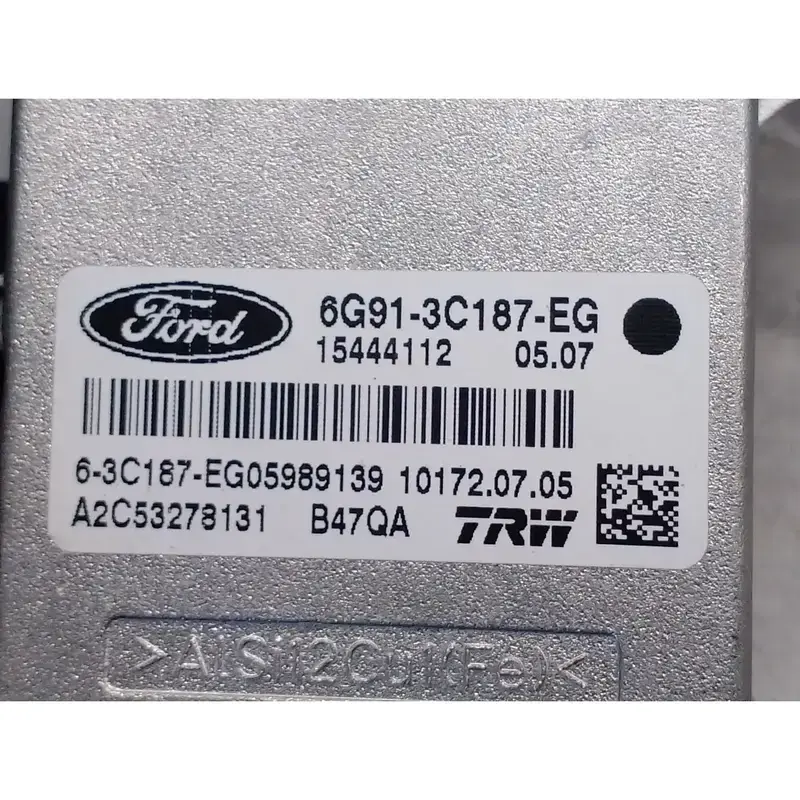 Ford 6G91-3C187-EG
15444112 05.07
6-3C187-EG05989139 10172.07.05
A2C53278131 B47QA TRW
>AlSi12Cu1(Fe)<